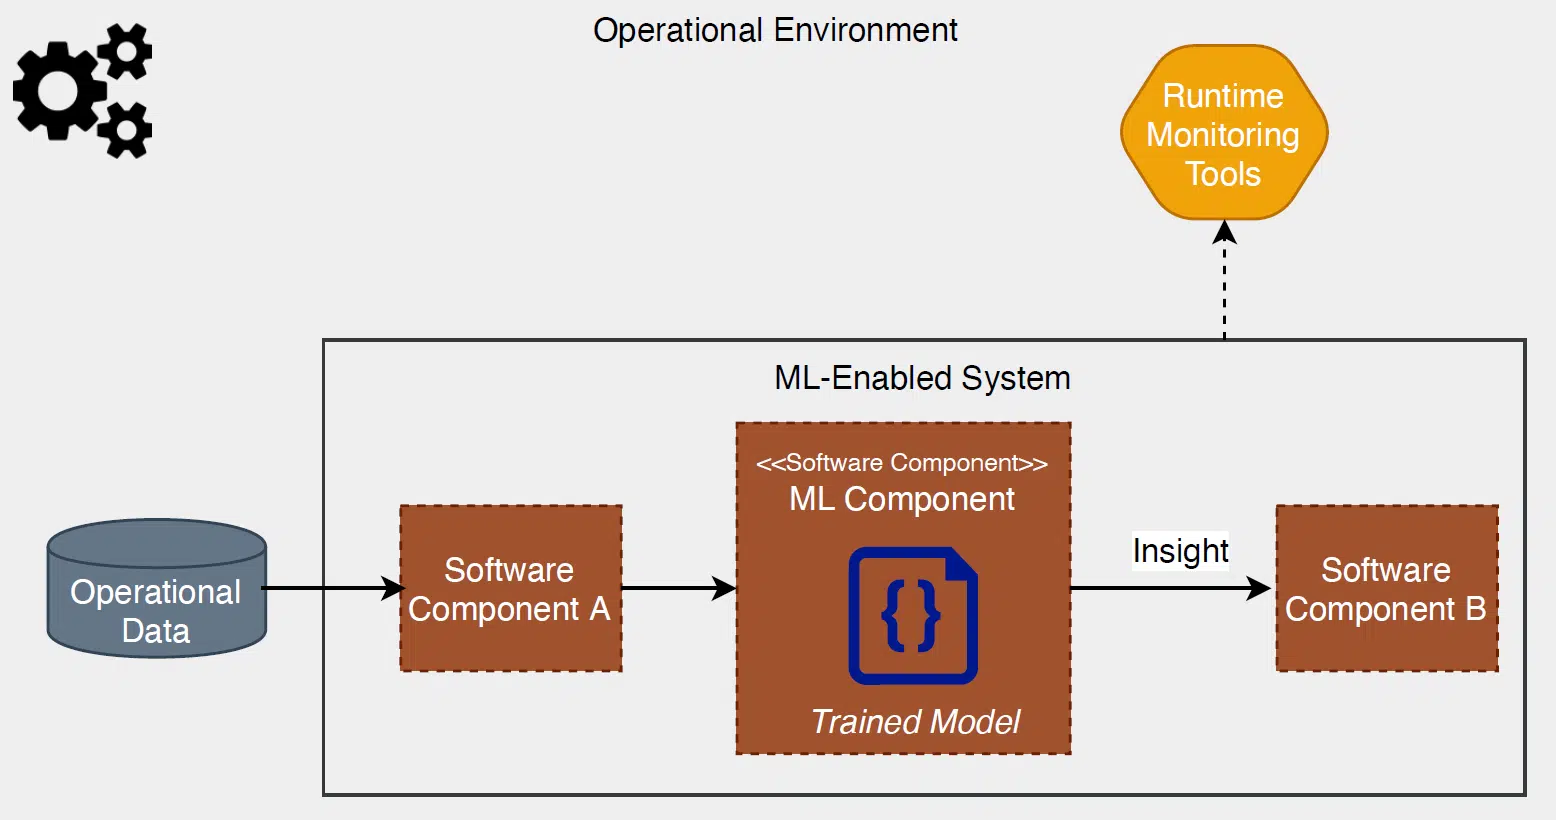 Operational Environment
Runtime
Monitoring
Tools
ML-Enabled System
<<Software Component>>
ML Component
{}
Trained Model
Operational
Data
Software
Component A
Insight
Software
Component B